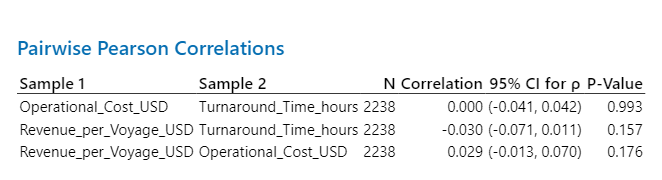 Pairwise Pearson Correlations
Sample 1 Sample 2 N Correlation 95% CI for ρ P-Value
Operational_Cost_USD Turnaround_Time_hours 2238 0.000 (-0.041, 0.042) 0.993
Revenue_per_Voyage_USD Turnaround_Time_hours 2238 -0.030 (-0.071, 0.011) 0.157
Revenue_per_Voyage_USD Operational_Cost_USD 2238 0.029 (-0.013, 0.070) 0.176